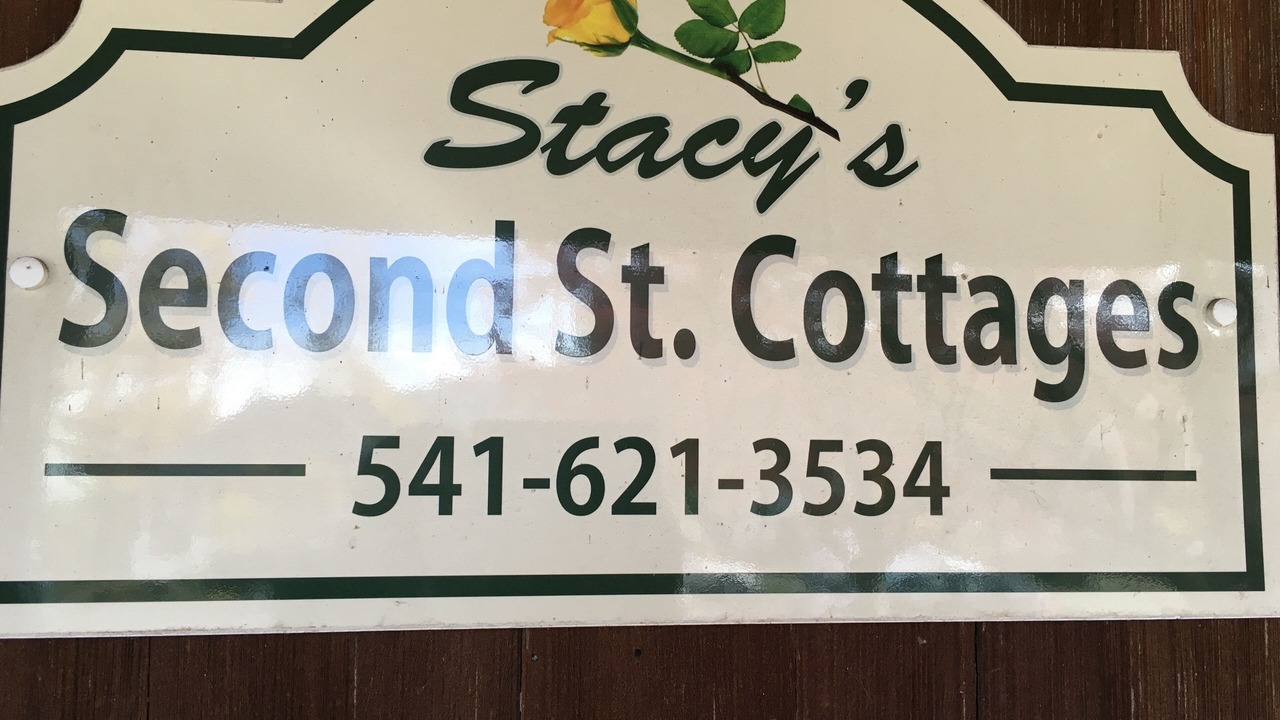 Stacy's
Second St. Cottages
541-621-3534